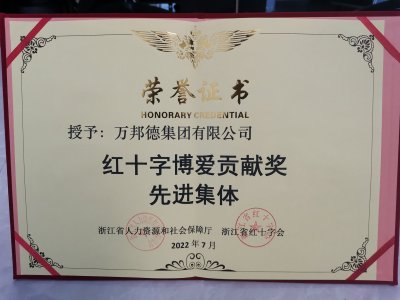 荣誉证书
HONORARY CREDENTIAL
授予：万邦德集团有限公司
红十字博爱贡献奖
先进集体
浙江省人力资源和社会保障厅 浙江省红十字会
2022年7月